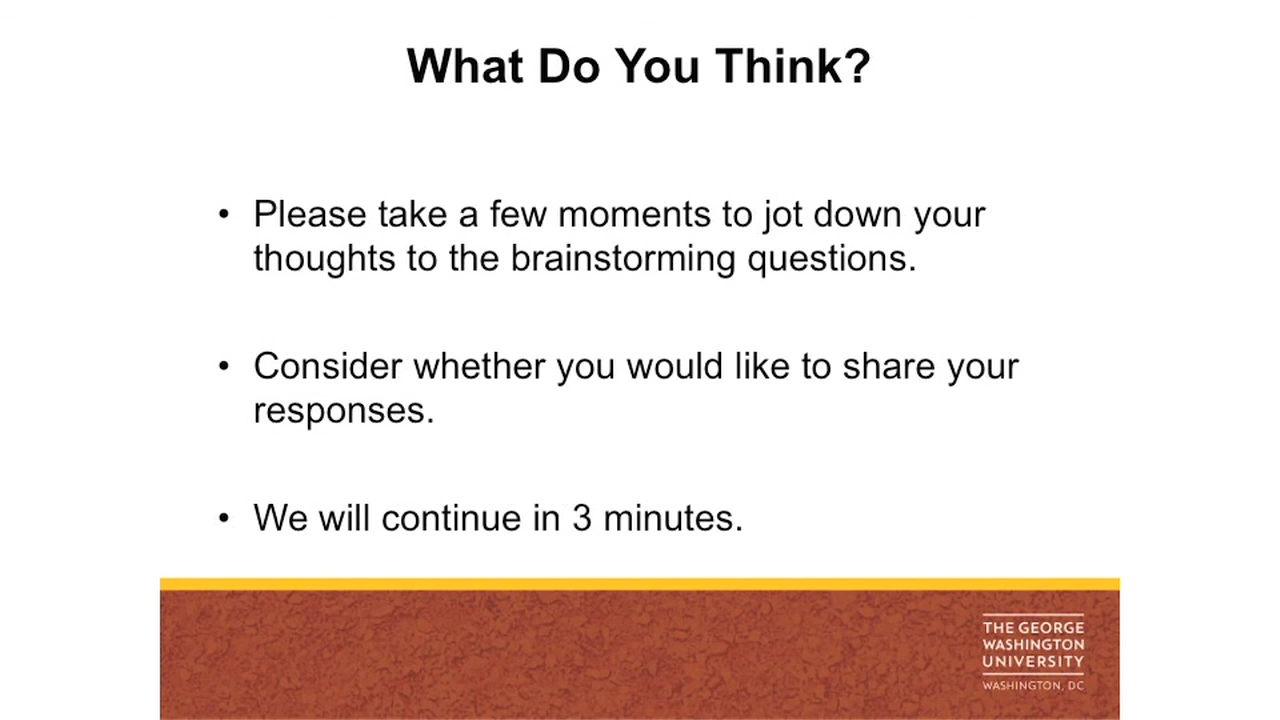 What Do You Think?
• Please take a few moments to jot down your
thoughts to the brainstorming questions.
• Consider whether you would like to share your
responses.
• We will continue in 3 minutes.
THE GEORGE
WASHINGTON
UNIVERSITY
WASHINGTON, DC